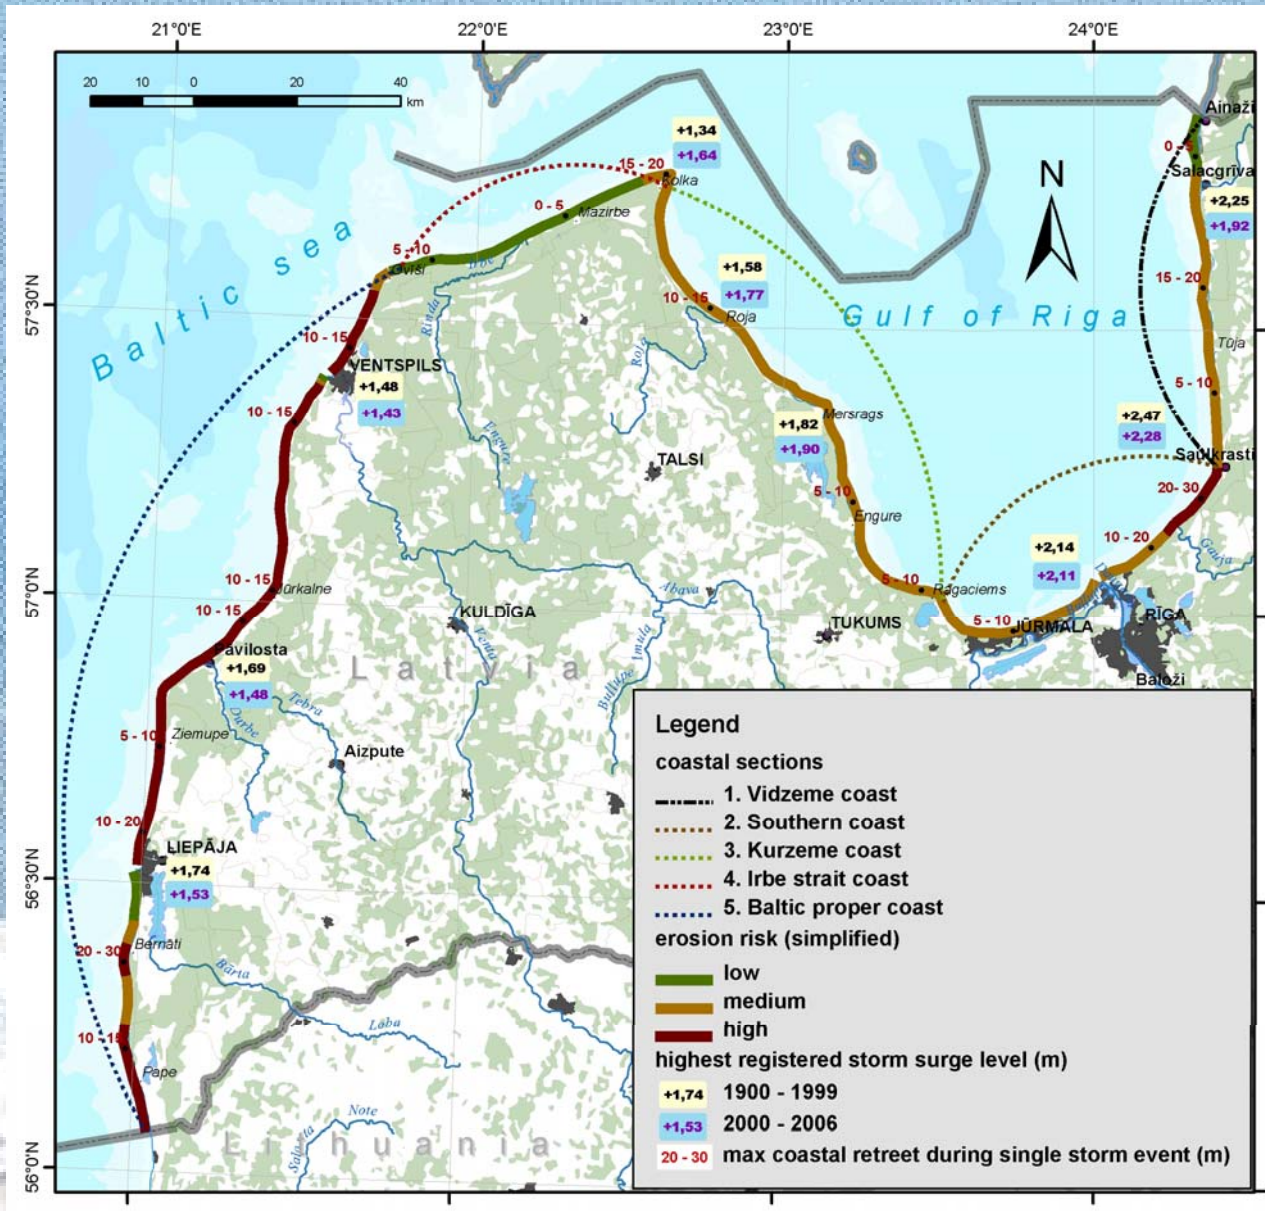 21°0'E
22°0'E
23°0'E
24°0'E
20 10 0 20 40
km
57°30'N
57°0'N
56°30'N
56°0'N
Baltic sea
Gulf of Riga
N
Latvia
Lithuania
+1,34
+1,64
15 - 20
Kolka
0 - 5
Mazirbe
5 - 10
Oviši
Irbe
Rinda
10 - 15
VENTSPILS
+1,48
+1,43
10 - 15
Engure
+1,58
+1,77
10 - 15
Roja
Roja
Mersrags
+1,82
+1,90
TALSI
5 - 10
Engure
5 - 10
Ragaciems
Ainaži
0 - 5
Salacgrīva
+2,25
+1,92
15 - 20
Tūja
5 - 10
+2,47
+2,28
Saulkrasti
20- 30
10 - 20
Gauja
+2,14
+2,11
5 - 10
JŪRMALA
RĪGA
Baloži
TUKUMS
Abava
Imula
KULDĪGA
Venta
10 - 15
Jūrkalne
10 - 15
Pāvilosta
+1,69
+1,48
Tebra
Durbe
Aizpute
5 - 10
Ziemupe
10 - 20
LIEPĀJA
+1,74
+1,53
Bernāti
20 - 30
Bārta
Lōba
10 - 15
Pape
Note
Legend
coastal sections
1. Vidzeme coast
2. Southern coast
3. Kurzeme coast
4. Irbe strait coast
5. Baltic proper coast
erosion risk (simplified)
low
medium
high
highest registered storm surge level (m)
+1,74 1900 - 1999
+1,53 2000 - 2006
20 - 30 max coastal retreet during single storm event (m)